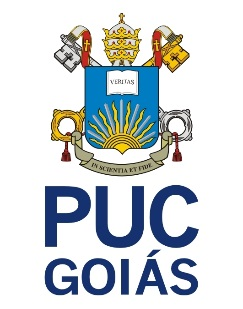 VERITAS
IN SCIENTIA ET FIDE
PUC
GOIÁS